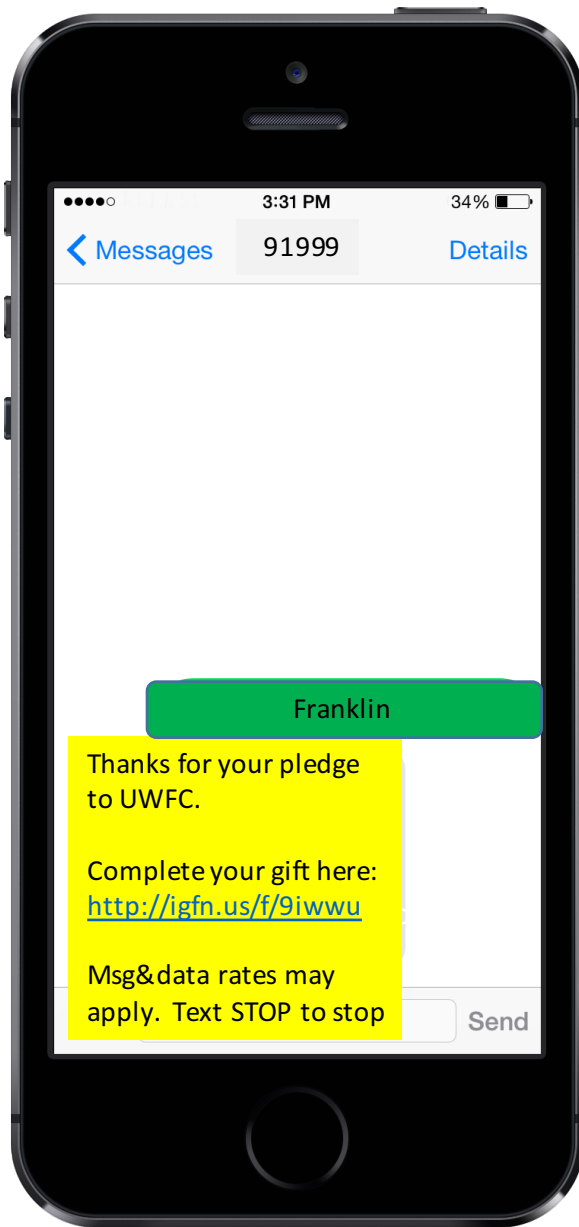 3:31 PM 34%
Messages 91999 Details
Franklin
Thanks for your pledge
to UWFC.
Complete your gift here:
http://igfn.us/f/9iwwu
Msg&data rates may
apply. Text STOP to stop
Send